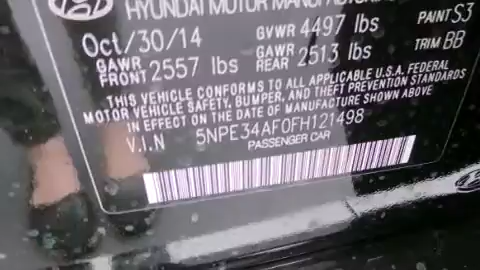 HYUNDAI MOTOR
Oct/30/14 GVWR 4497 lbs PAINT S3
GAWR FRONT 2557 lbs GAWR REAR 2513 lbs TRIM BB
THIS VEHICLE CONFORMS TO ALL APPLICABLE U.S.A. FEDERAL
MOTOR VEHICLE SAFETY, BUMPER, AND THEFT PREVENTION STANDARDS
IN EFFECT ON THE DATE OF MANUFACTURE SHOWN ABOVE
V.I.N 5NPE34AF0FH121498
PASSENGER CAR